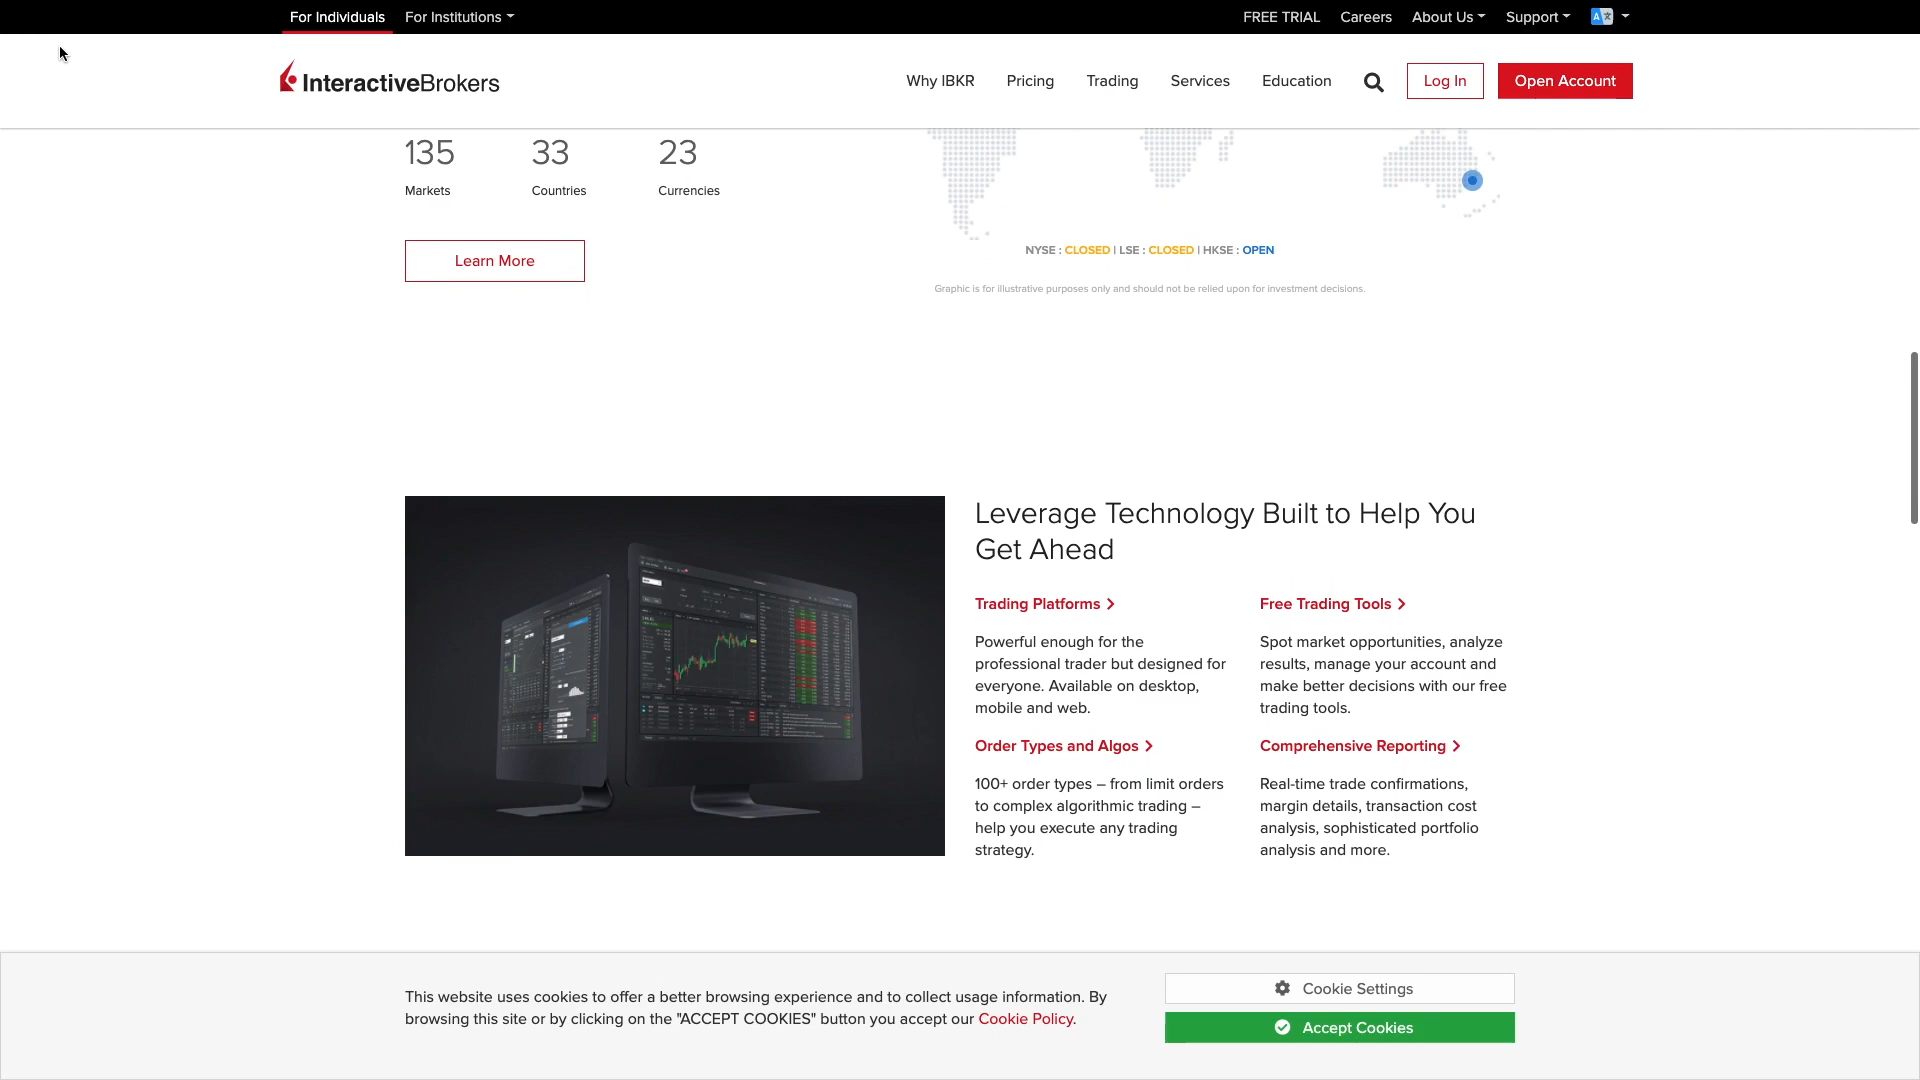 For Individuals
For Institutions
FREE TRIAL
Careers
About Us
Support
InteractiveBrokers
Why IBKR
Pricing
Trading
Services
Education
Log In
Open Account
135
33
23
Markets
Countries
Currencies
Learn More
NYSE : CLOSED | LSE : CLOSED | HKSE : OPEN
Graphic is for illustrative purposes only and should not be relied upon for investment decisions.
Leverage Technology Built to Help You
Get Ahead
Trading Platforms
Powerful enough for the
professional trader but designed for
everyone. Available on desktop,
mobile and web.
Free Trading Tools
Spot market opportunities, analyze
results, manage your account and
make better decisions with our free
trading tools.
Order Types and Algos
100+ order types – from limit orders
to complex algorithmic trading –
help you execute any trading
strategy.
Comprehensive Reporting
Real-time trade confirmations,
margin details, transaction cost
analysis, sophisticated portfolio
analysis and more.
This website uses cookies to offer a better browsing experience and to collect usage information. By
browsing this site or by clicking on the "ACCEPT COOKIES" button you accept our Cookie Policy.
Cookie Settings
Accept Cookies